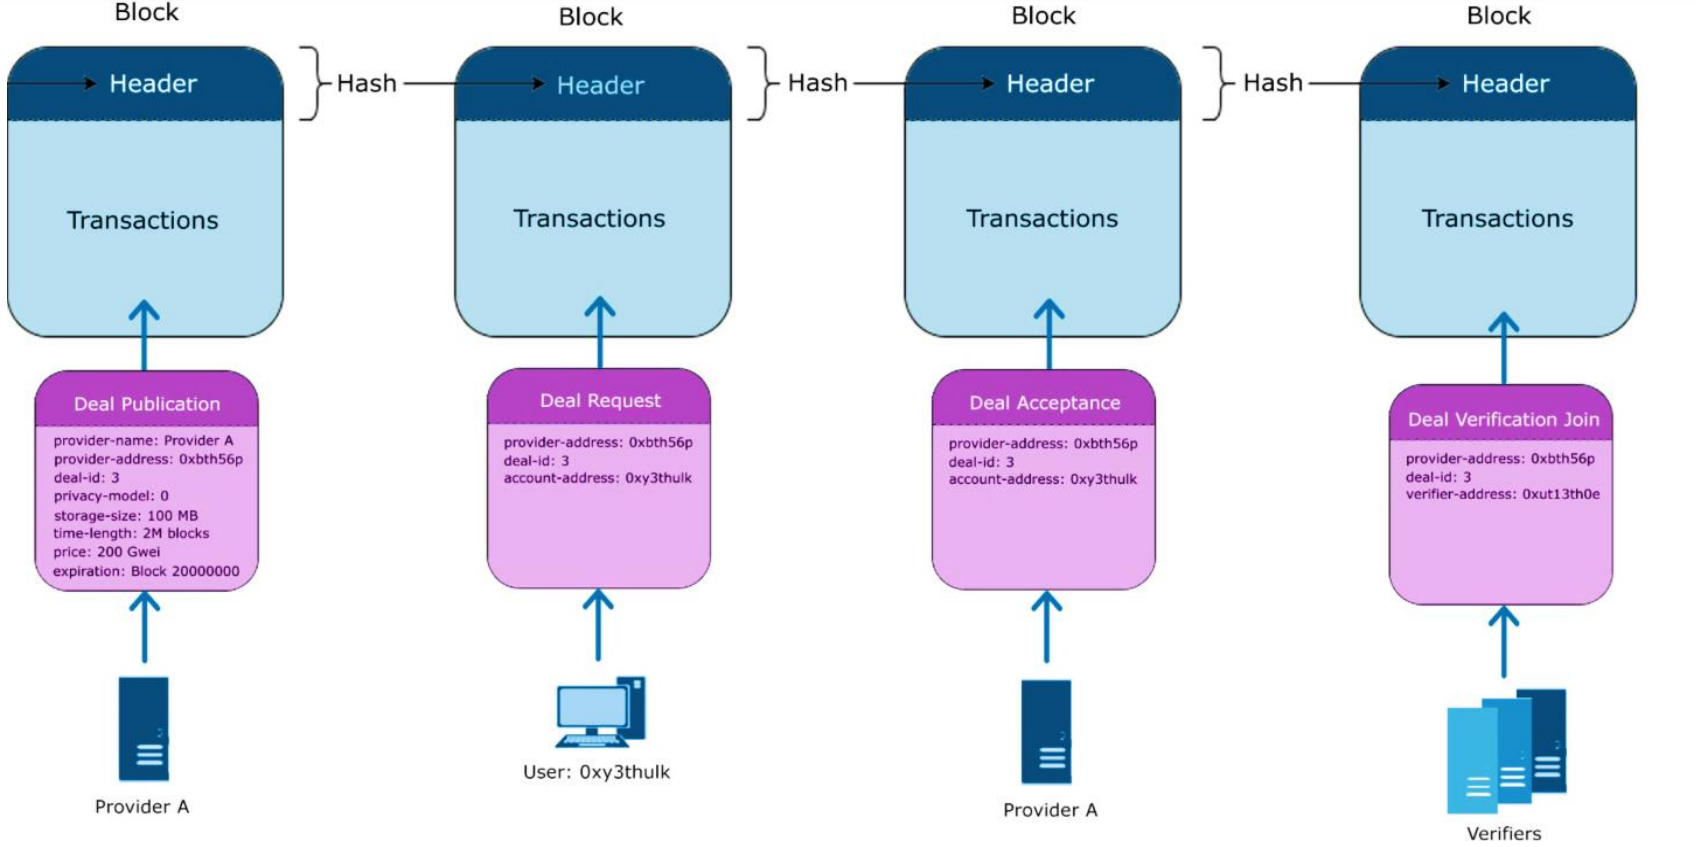 Block
Block
Block
Block
Header
Hash
Header
Hash
Header
Hash
Header
Transactions
Transactions
Transactions
Transactions
Deal Publication
provider-name: Provider A
provider-address: 0xbth56p
deal-id: 3
privacy-model: 0
storage-size: 100 MB
time-length: 2M blocks
price: 200 Gwei
expiration: Block 20000000
Deal Request
provider-address: 0xbth56p
deal-id: 3
account-address: 0xy3thulk
Deal Acceptance
provider-address: 0xbth56p
deal-id: 3
account-address: 0xy3thulk
Deal Verification Join
provider-address: 0xbth56p
deal-id: 3
verifier-address: 0xut13th0e
Provider A
User: 0xy3thulk
Provider A
Verifiers